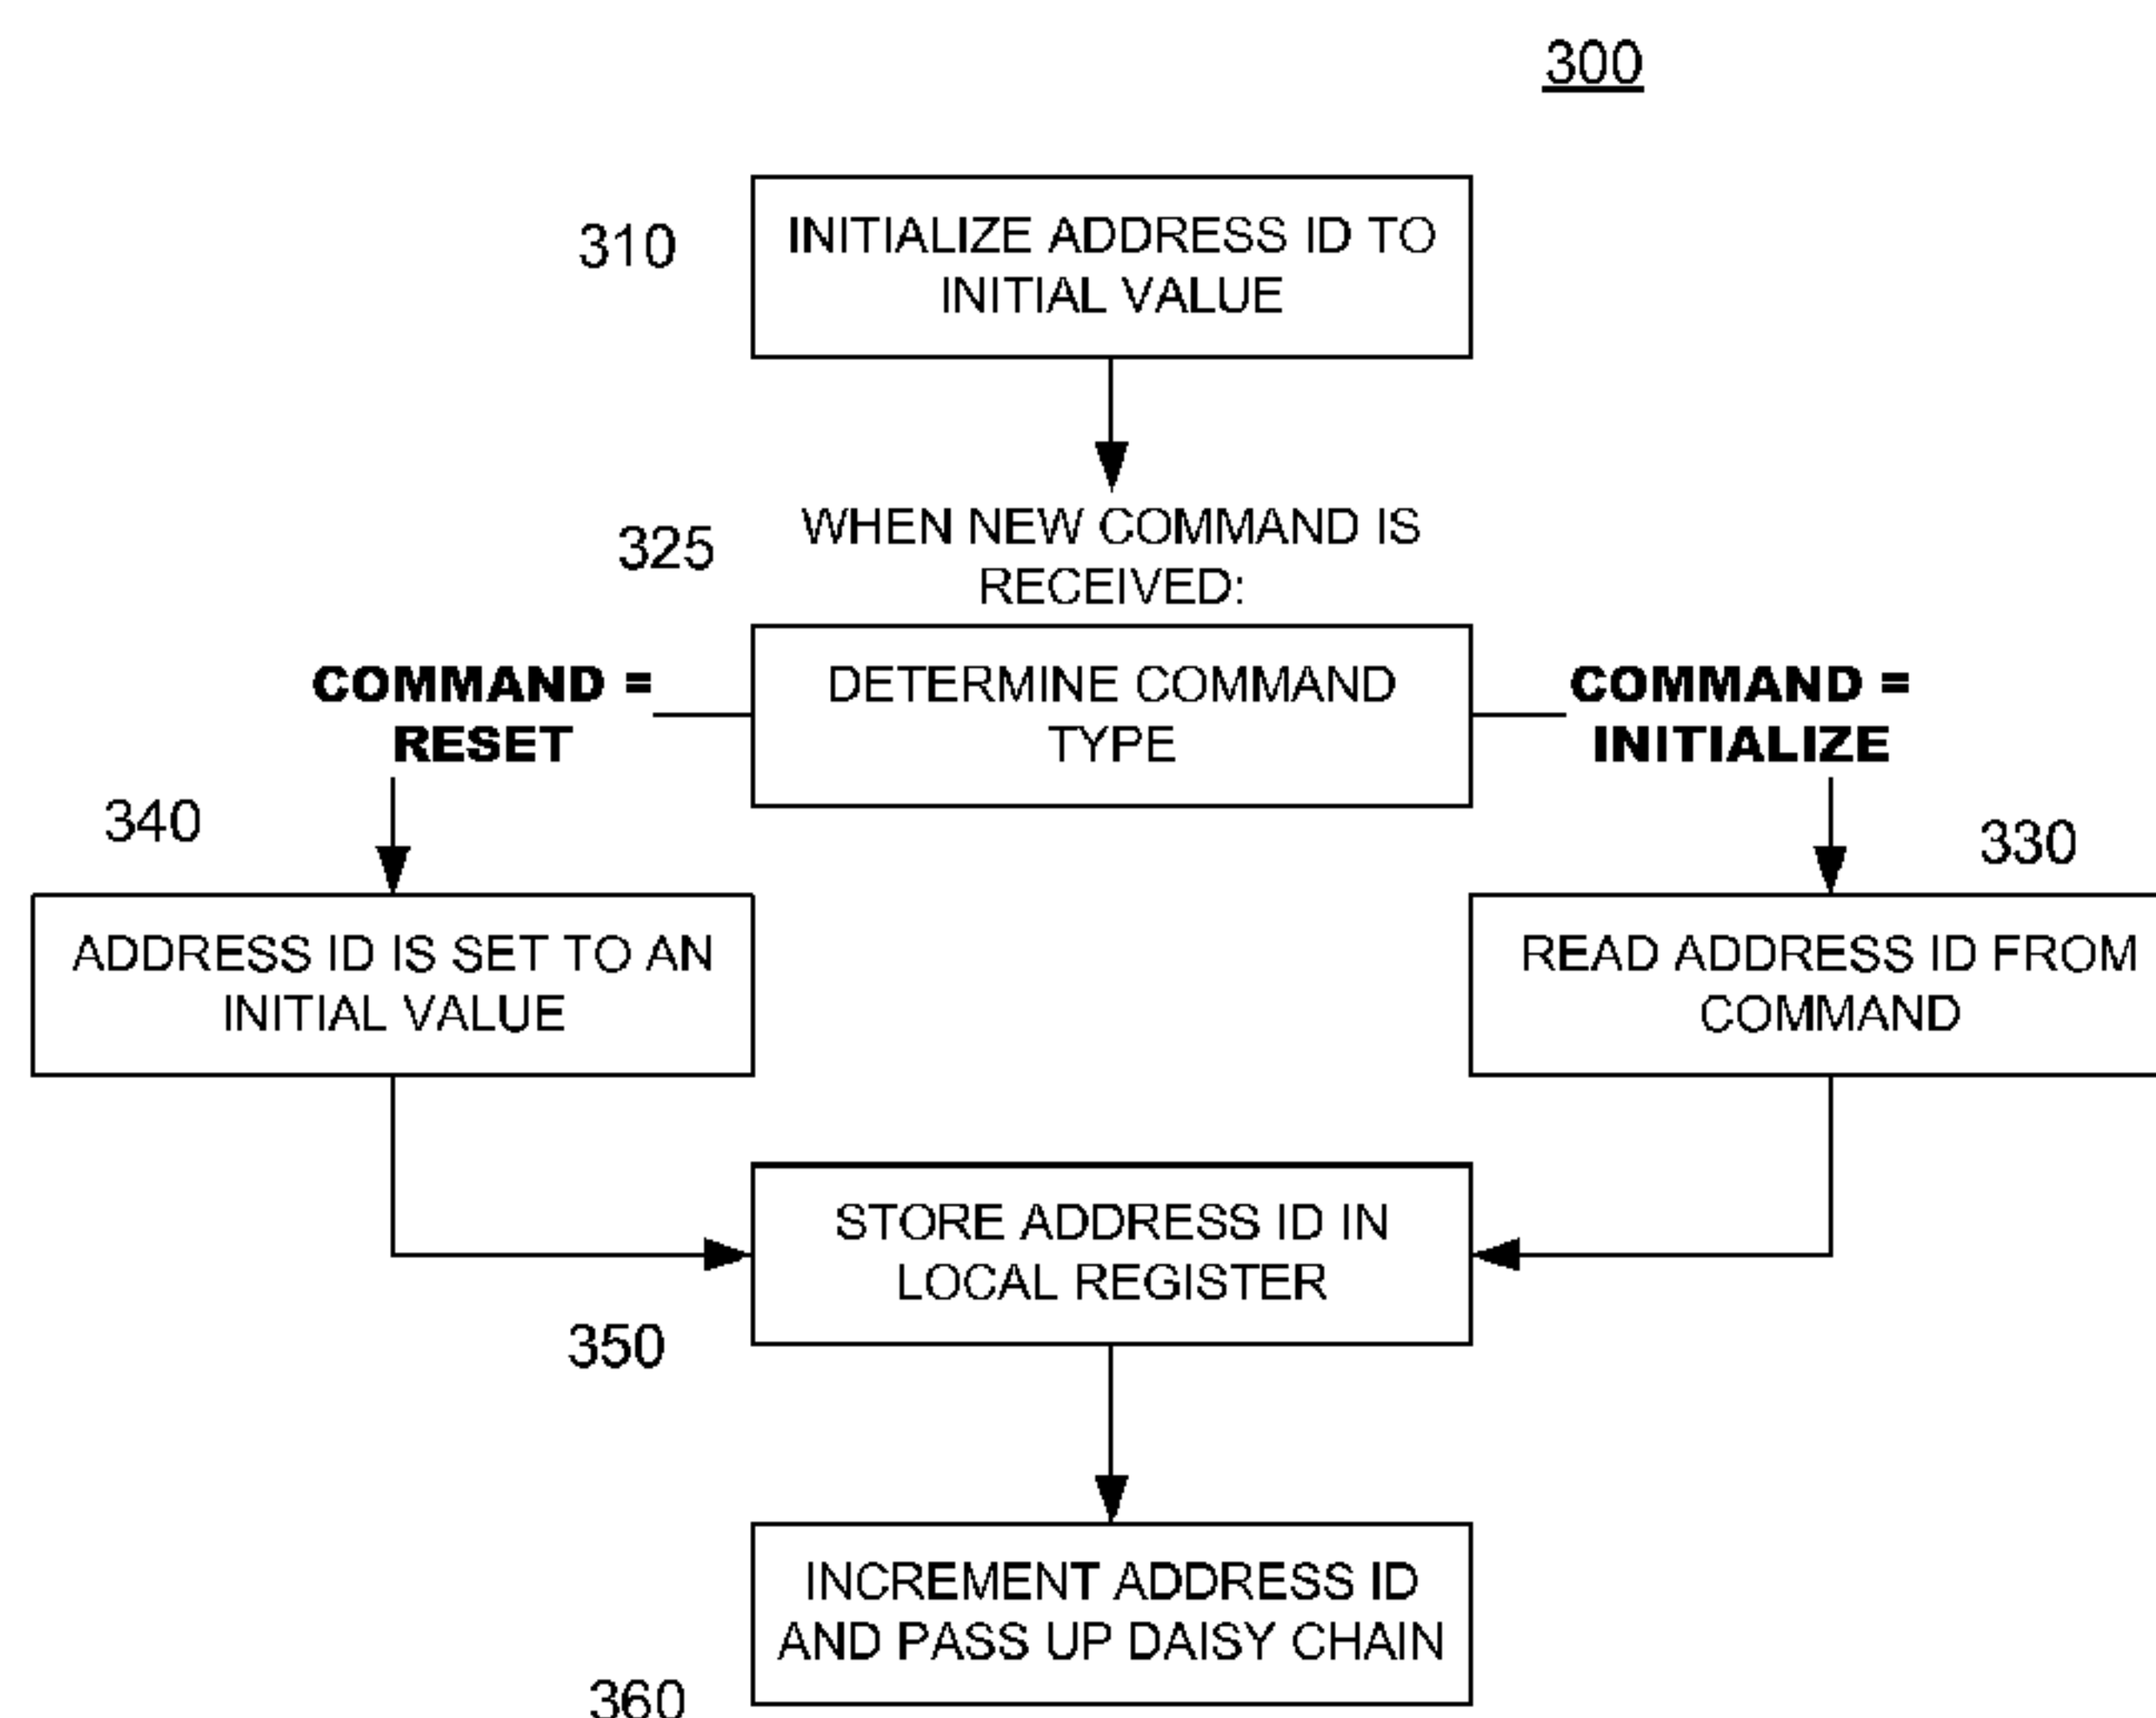 300
310
INITIALIZE ADDRESS ID TO
INITIAL VALUE
325
WHEN NEW COMMAND IS
RECEIVED:
COMMAND =
RESET
DETERMINE COMMAND
TYPE
COMMAND =
INITIALIZE
340
330
ADDRESS ID IS SET TO AN
INITIAL VALUE
READ ADDRESS ID FROM
COMMAND
STORE ADDRESS ID IN
LOCAL REGISTER
350
INCREMENT ADDRESS ID
AND PASS UP DAISY CHAIN
360